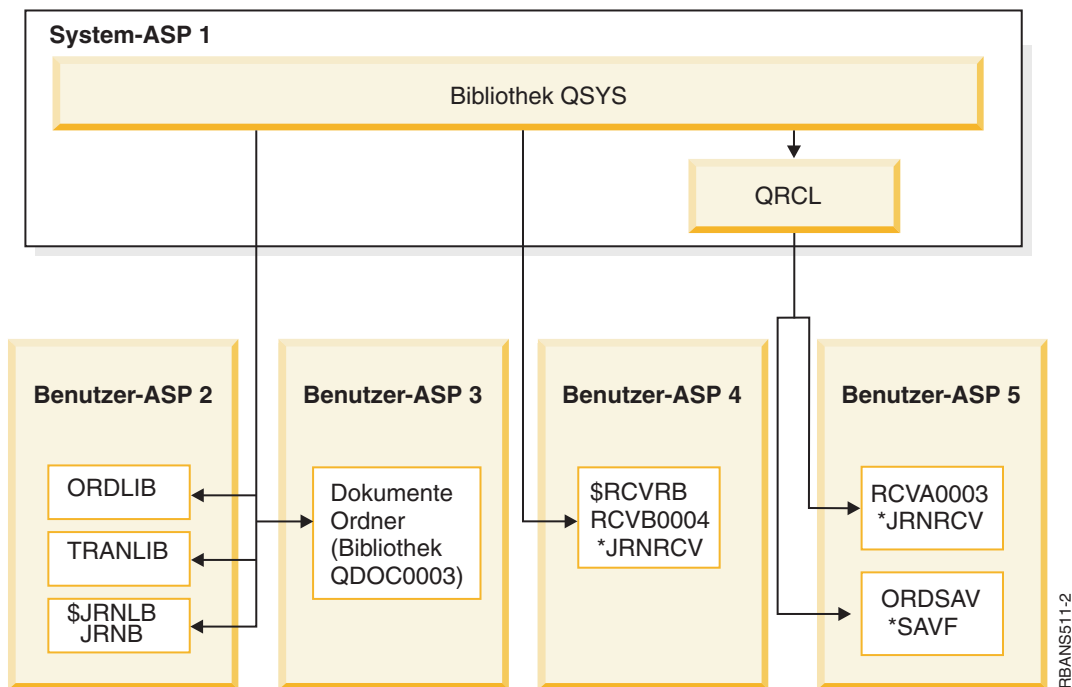 System-ASP 1
Bibliothek QSYS
QRCL
Benutzer-ASP 2
ORDLIB
TRANLIB
$JRNLB
JRNB
Benutzer-ASP 3
Dokumente
Ordner
(Bibliothek
QDOC0003)
Benutzer-ASP 4
$RCVRB
RCVB0004
*JRNRCV
Benutzer-ASP 5
RCVA0003
*JRNRCV
ORDSAV
*SAVF
RBANS511-2